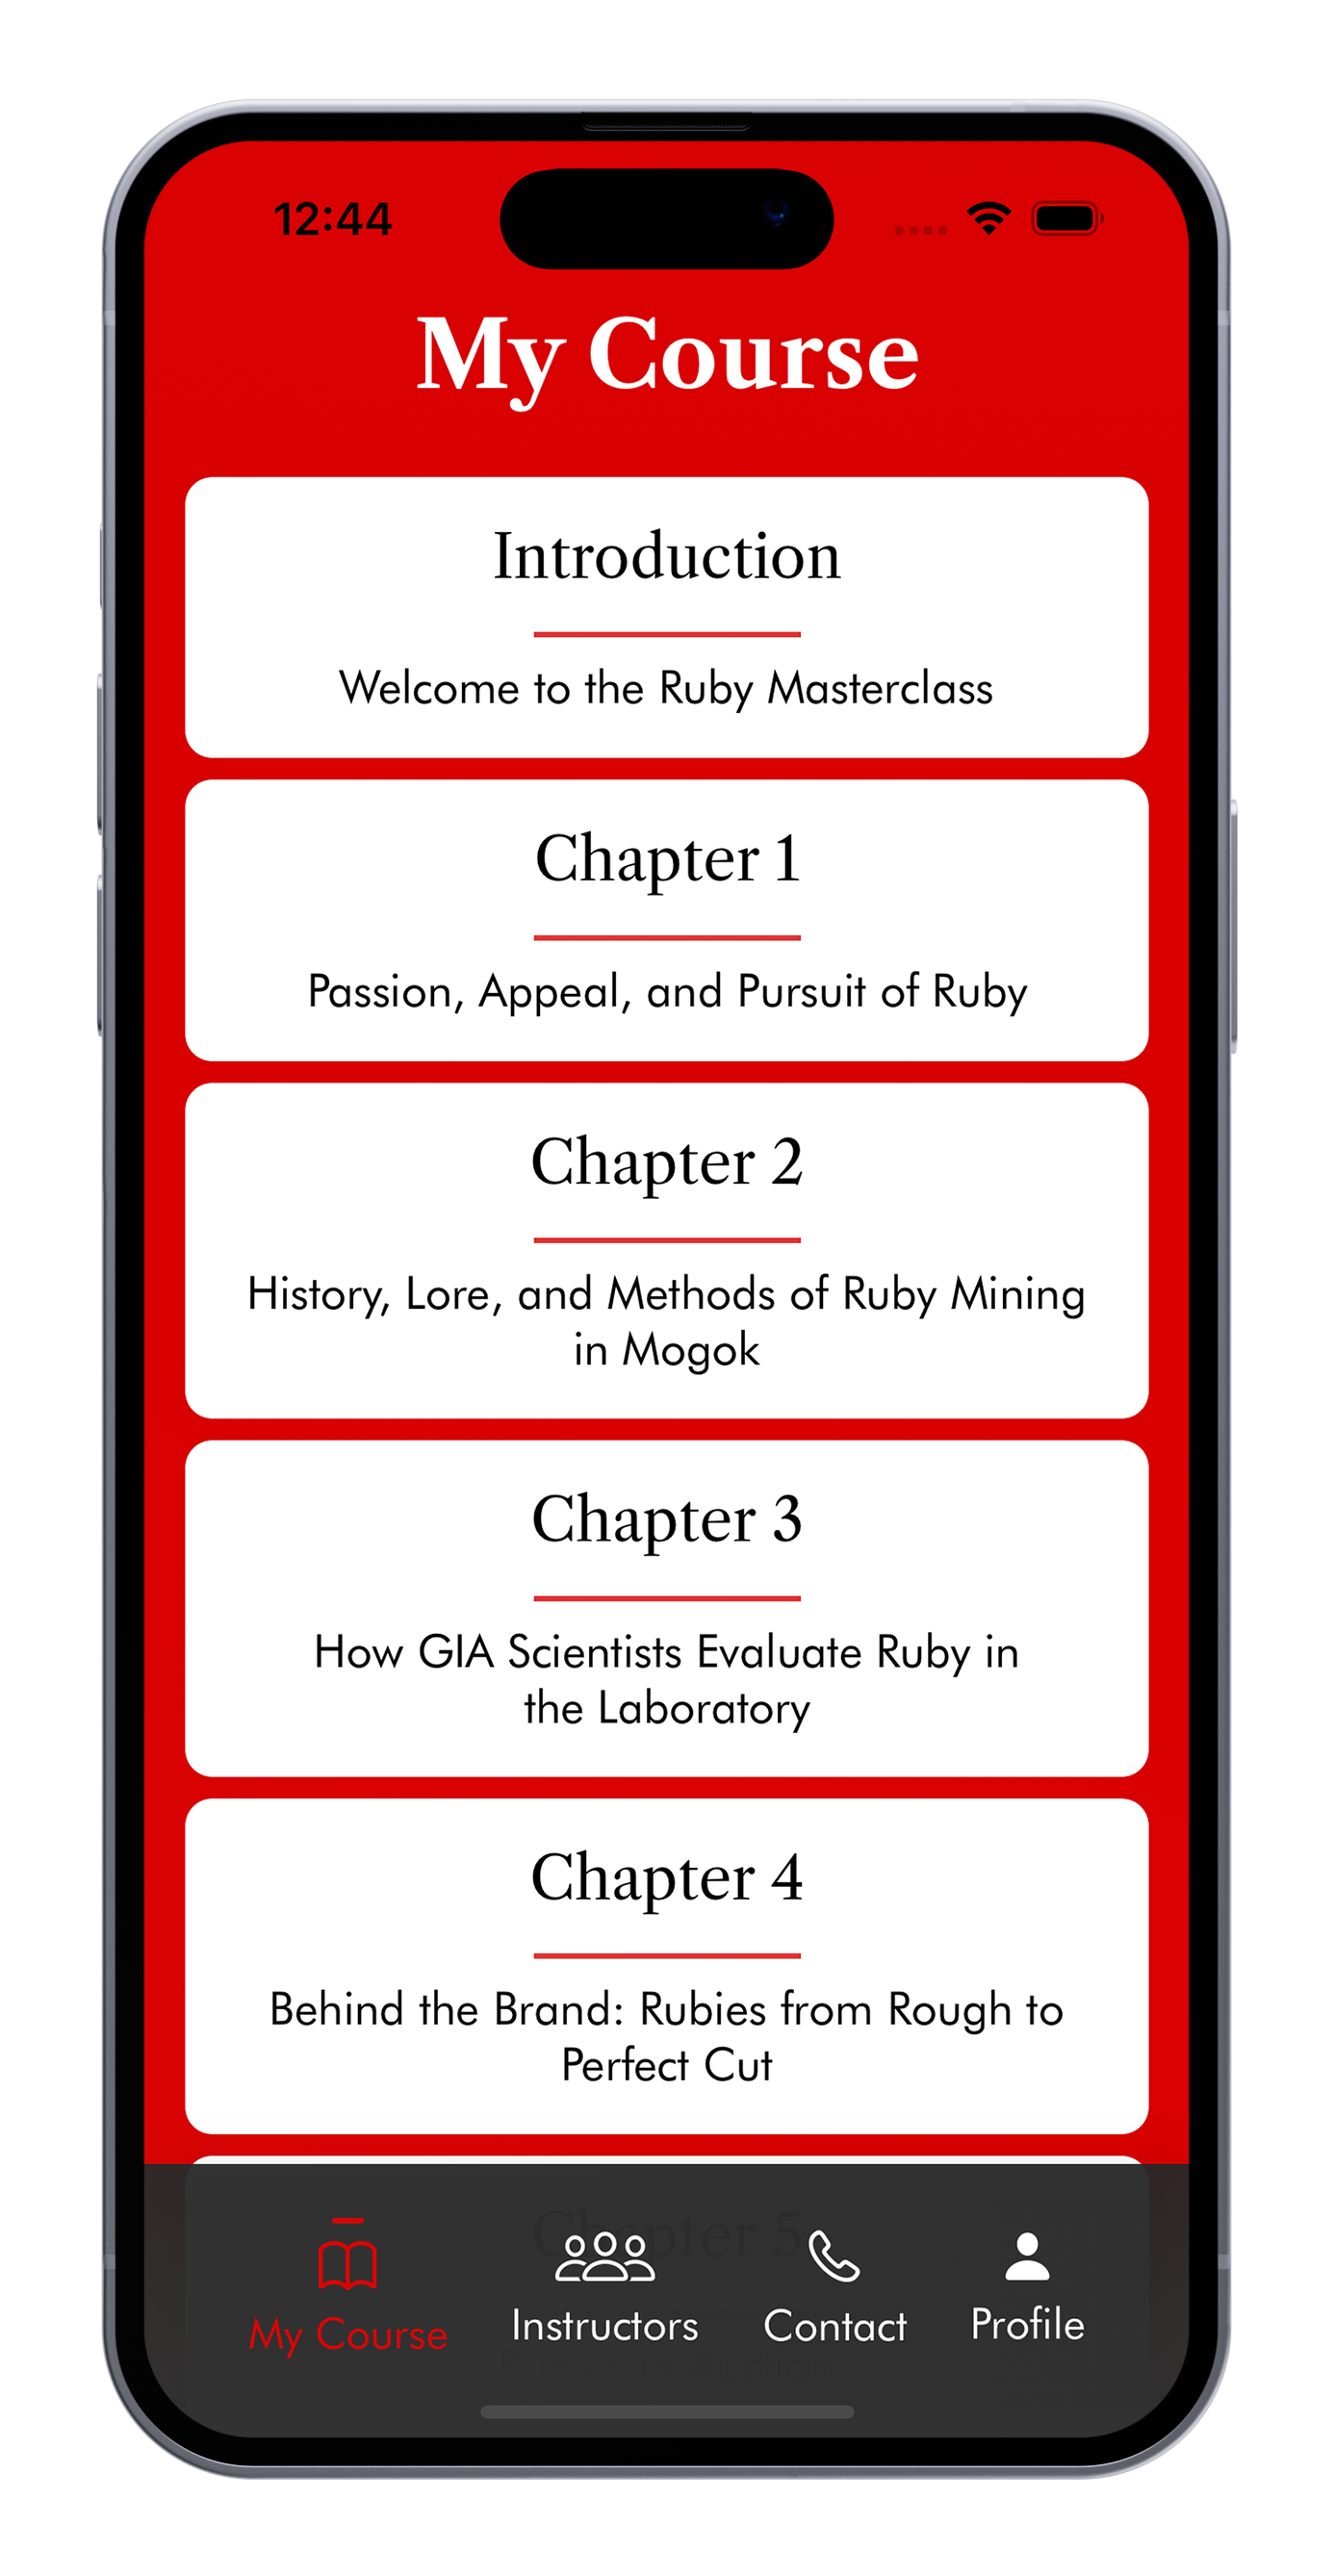 12:44
My Course
Introduction
Welcome to the Ruby Masterclass
Chapter 1
Passion, Appeal, and Pursuit of Ruby
Chapter 2
History, Lore, and Methods of Ruby Mining
in Mogok
Chapter 3
How GIA Scientists Evaluate Ruby in
the Laboratory
Chapter 4
Behind the Brand: Rubies from Rough to
Perfect Cut
Chapter 5
My Course Instructors Contact Profile